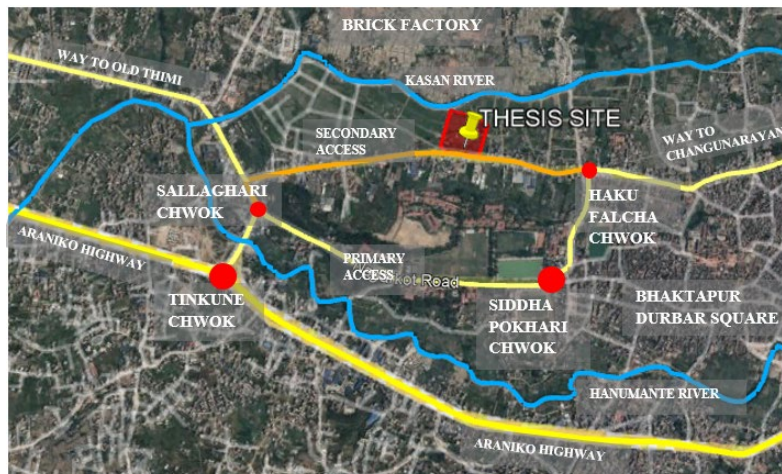 BRICK FACTORY
WAY TO OLD THIMI
KASAN RIVER
THESIS SITE
SECONDARY
ACCESS
WAY TO
CHANGUNARAYAN
SALLAGHARI
CHWOK
HAKU
FALCHA
CHWOK
ARANIKO HIGHWAY
PRIMARY
ACCESS
Road
TINKUNE
CHWOK
SIDDHA
POKHARI
CHWOK
BHAKTAPUR
DURBAR SQUARE
HANUMANTE RIVER
ARANIKO HIGHWAY